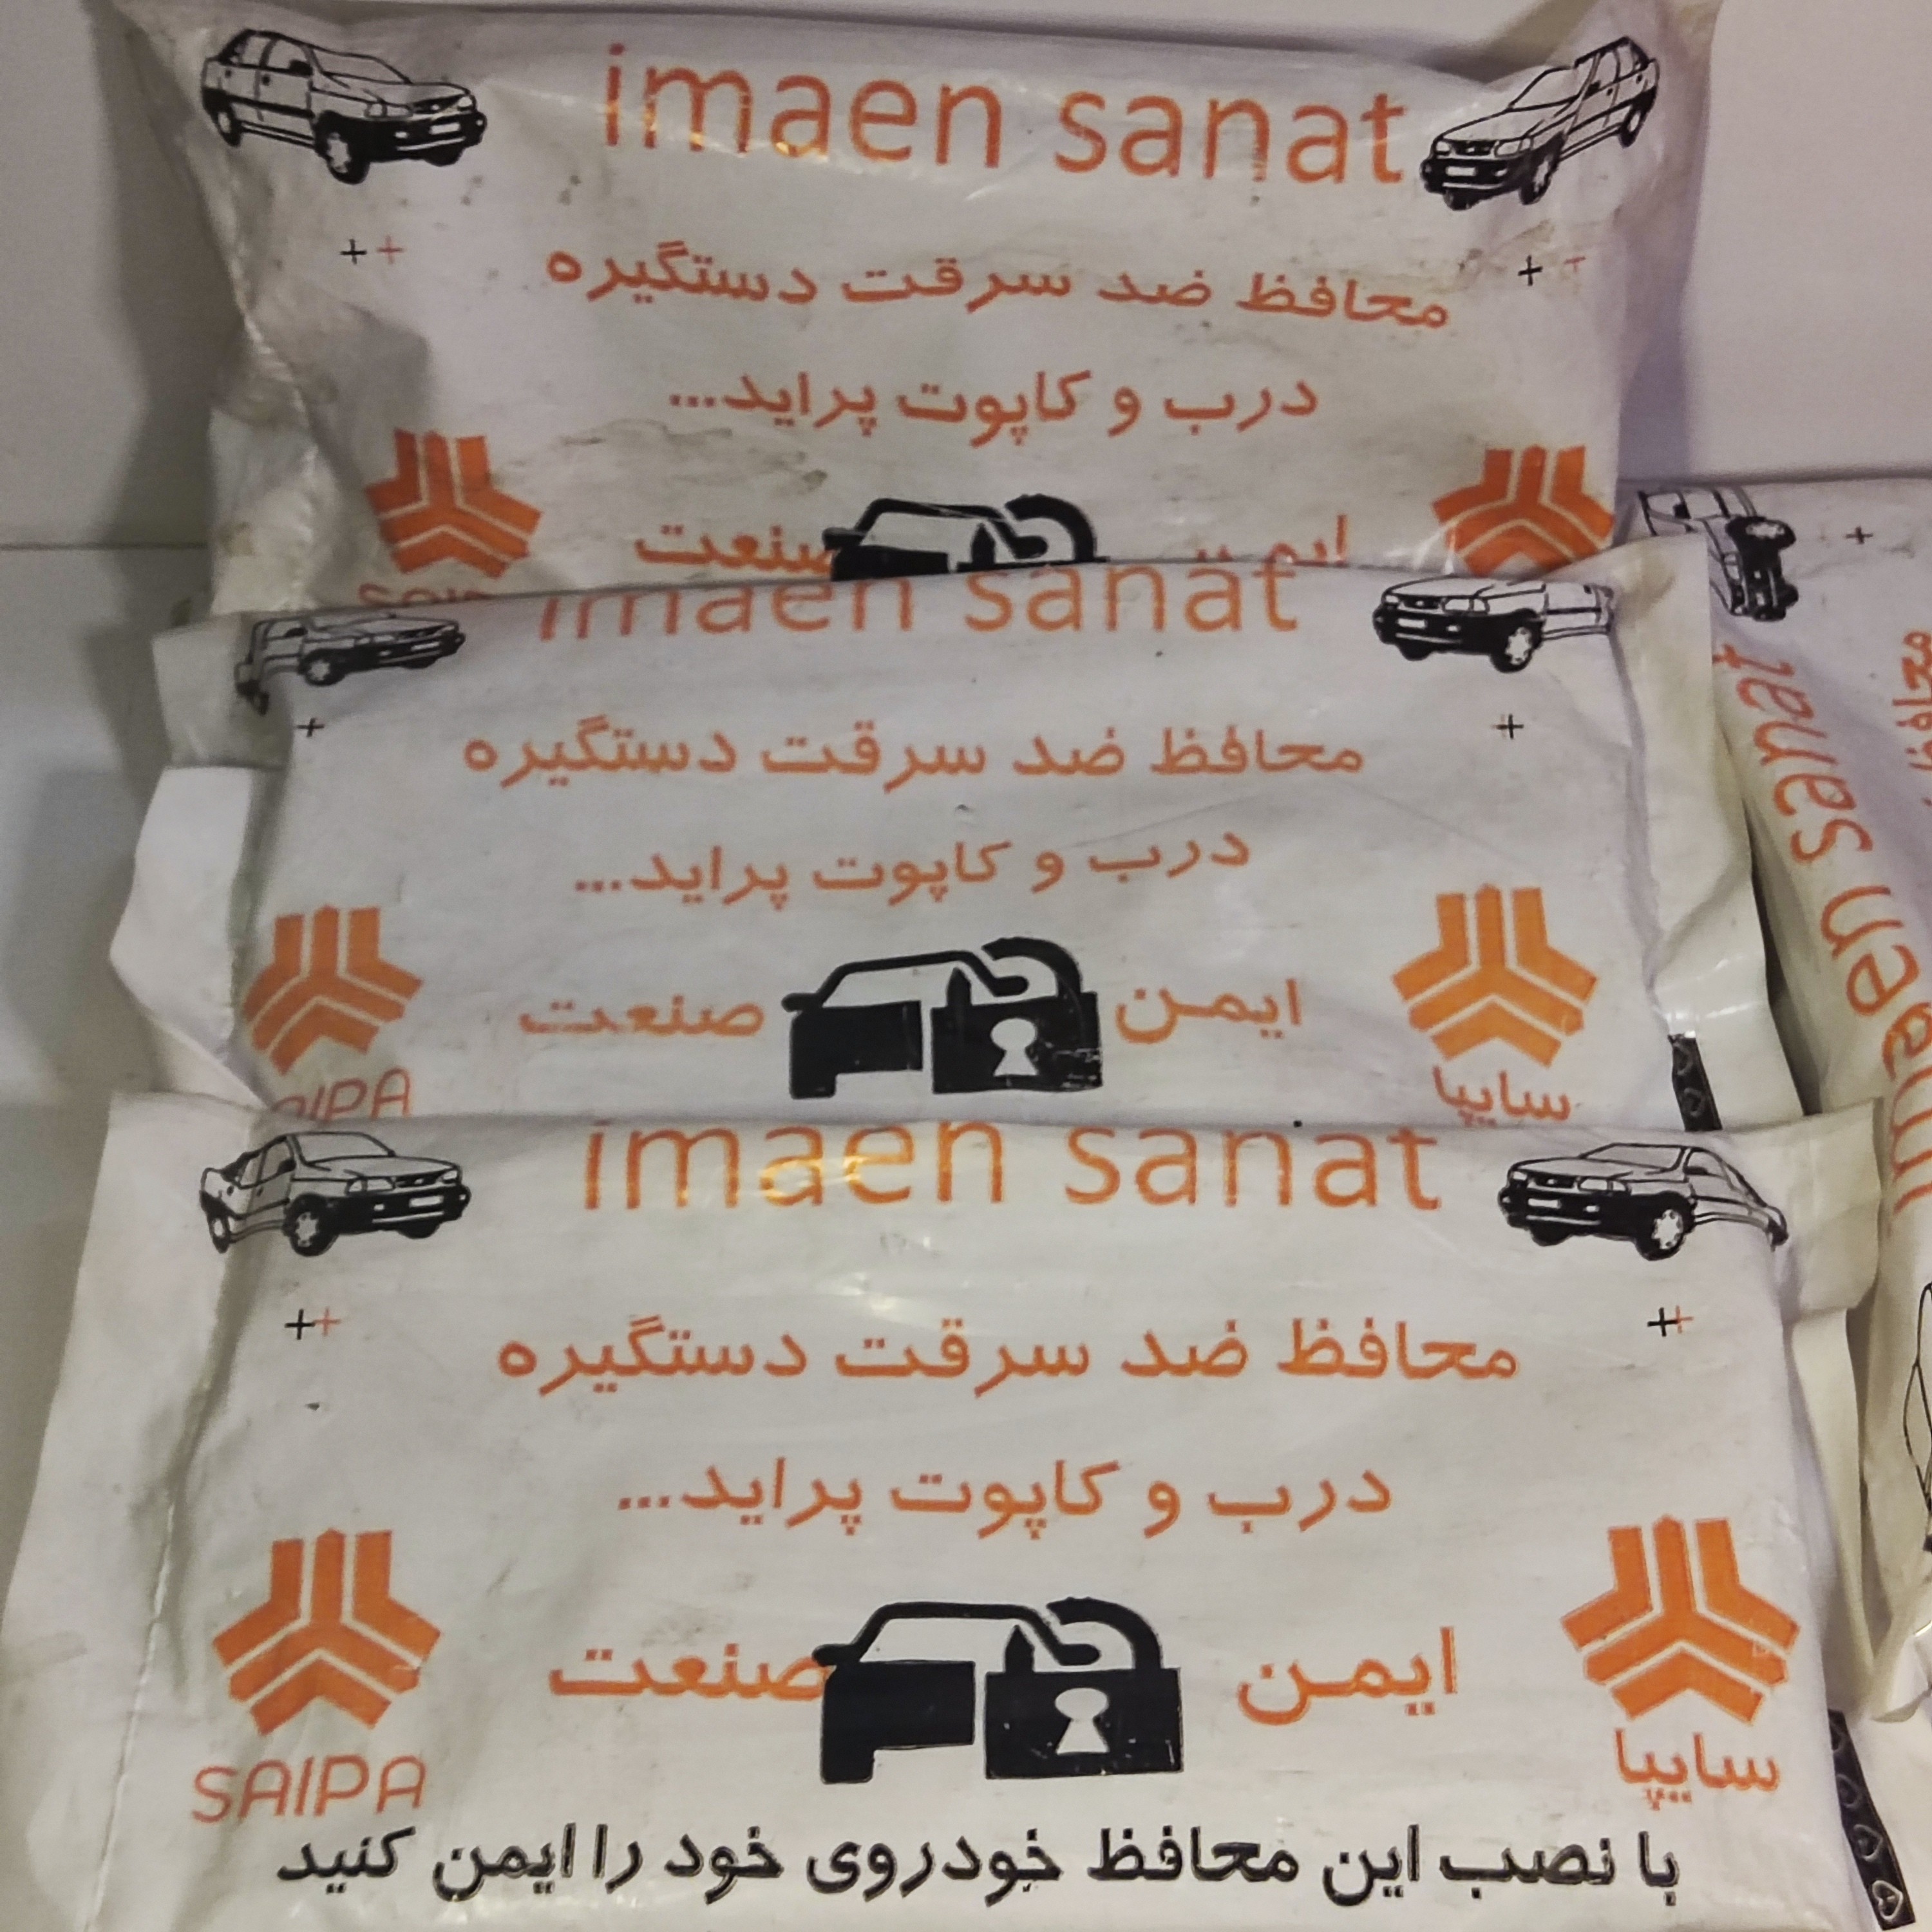 imaen sanat
محافظ ضد سرقت دستگیره
درب و کاپوت پراید...
صنعت
imaen sanat
محافظ ضد سرقت دستگیره
درب و کاپوت پراید...
ایمن صنعت
سایپا
imaen sanat
محافظ ضد سرقت دستگیره
درب و کاپوت پراید...
ایمن صنعت
SAIPA
سایپا
با نصب این محافظ خودروی خود را ایمن کنید
imaen sanat